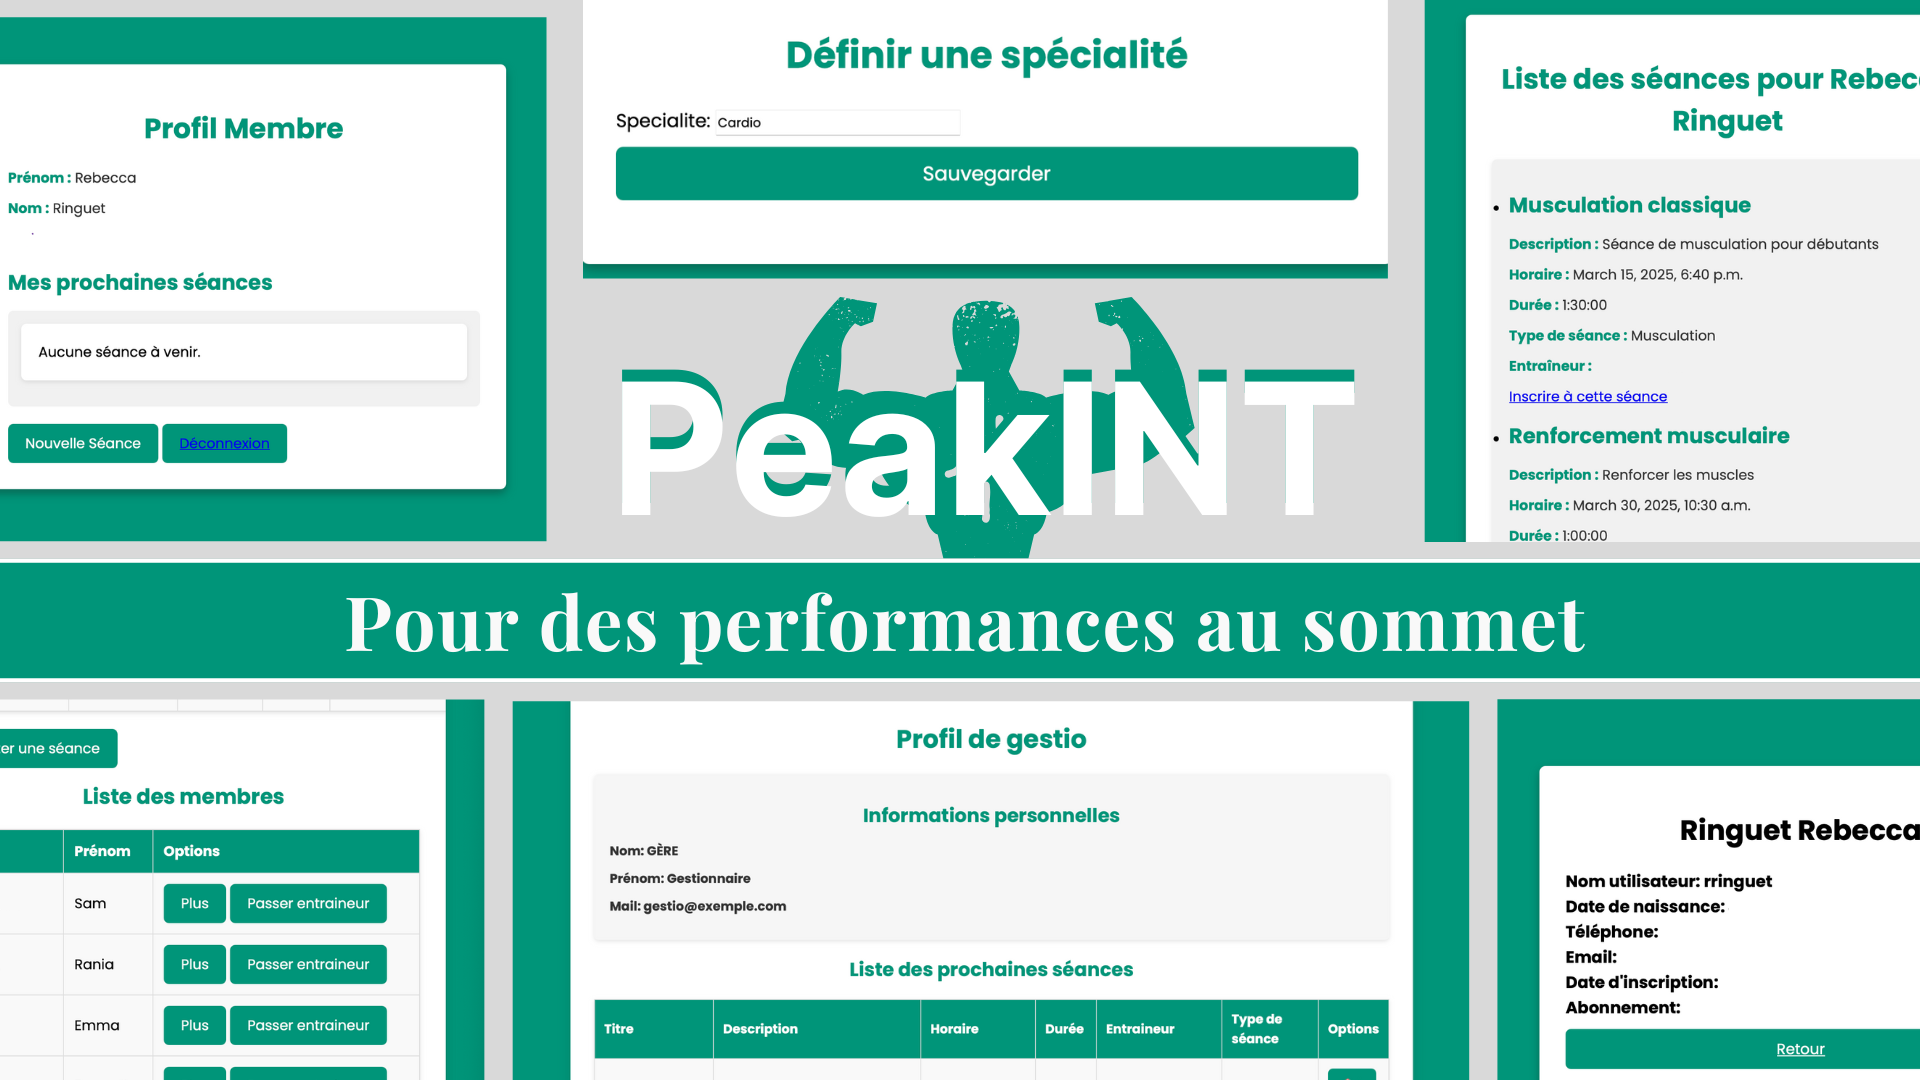 Profil Membre
Prénom : Rebecca
Nom : Ringuet
Mes prochaines séances
Aucune séance à venir.
Nouvelle Séance
Déconnexion
Définir une spécialité
Specialite: Cardio
Sauvegarder
Liste des séances pour
Ringuet
Musculation classique
Description : Séance de musculation pour débutants
Horaire : March 15, 2025, 6:40 p.m.
Durée : 1:30:00
Type de séance : Musculation
Entraîneur :
Inscrire à cette séance
Renforcement musculaire
Description : Renforcer les muscles
Horaire : March 30, 2025, 10:30 a.m.
Durée : 1:00:00
PeakINT
Pour des performances au sommet
une séance
Liste des membres
Prénom Options
Sam Plus Passer entraineur
Rania Plus Passer entraineur
Emma Plus Passer entraineur
Profil de gestio
Informations personnelles
Nom: GÈRE
Prénom: Gestionnaire
Mail: gestio@exemple.com
Liste des prochaines séances
Titre Description Horaire Durée Entraineur Type de séance Options
Ringuet Rebecca
Nom utilisateur: rringuet
Date de naissance:
Téléphone:
Email:
Date d'inscription:
Abonnement:
Retour